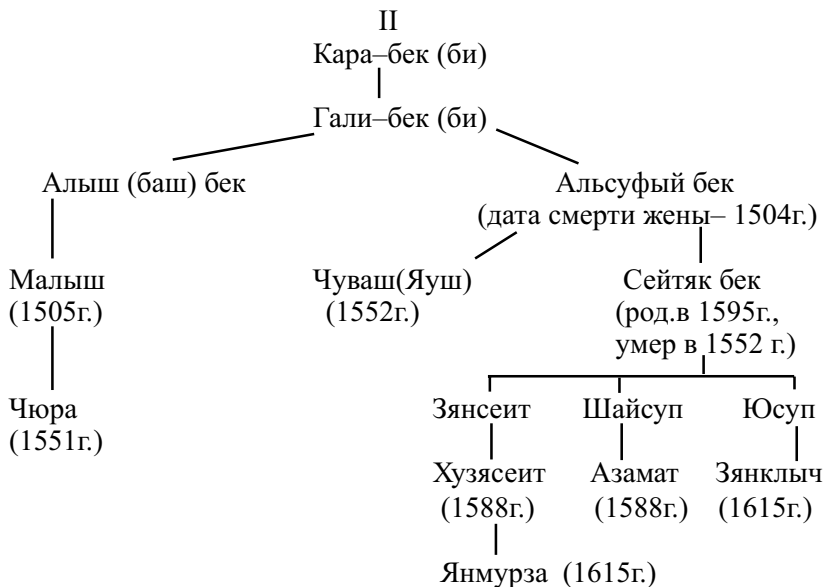 II
Кара–бек (би)
Гали–бек (би)
Алыш (баш) бек
Альсуфый бек
(дата смерти жены– 1504г.)
Малыш
(1505г.)
Чуваш(Яуш)
(1552г.)
Сейтяк бек
(род.в 1595г.,
умер в 1552 г.)
Чюра
(1551г.)
Зянсеит
Шайсуп
Юсуп
Хузясеит
(1588г.)
Азамат
(1588г.)
Зянклыч
(1615г.)
Янмурза (1615г.)